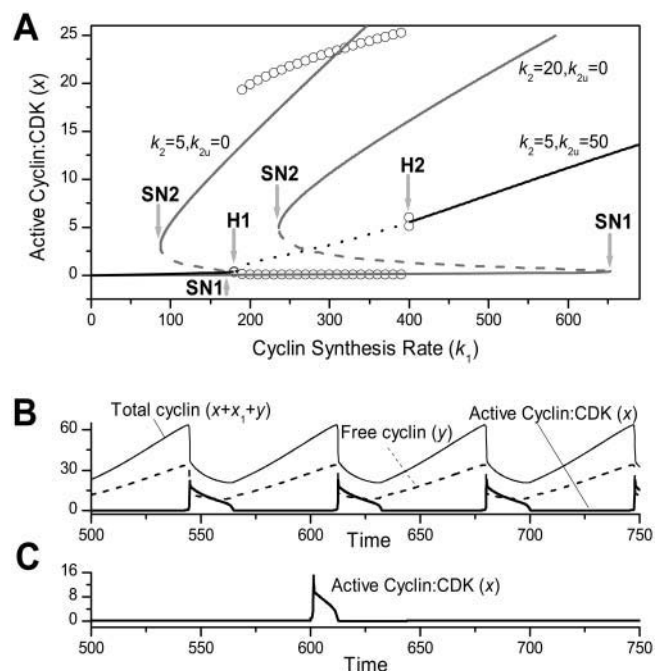 A
25
20
15
10
5
0
Active Cyclin:CDK (x)
k₂=5,k₂ᵤ=0
k₂=20,k₂ᵤ=0
k₂=5,k₂ᵤ=50
SN2
H1
SN1
SN2
H2
SN1
0 100 200 300 400 500 600
Cyclin Synthesis Rate (k₁)
B
Total cyclin (x+x₁+y)
Active Cyclin:CDK (x)
Free cyclin (y)
60
30
0
500 550 600 650 700 750
Time
C
16
8
0
Active Cyclin:CDK (x)
500 550 600 650 700 750
Time